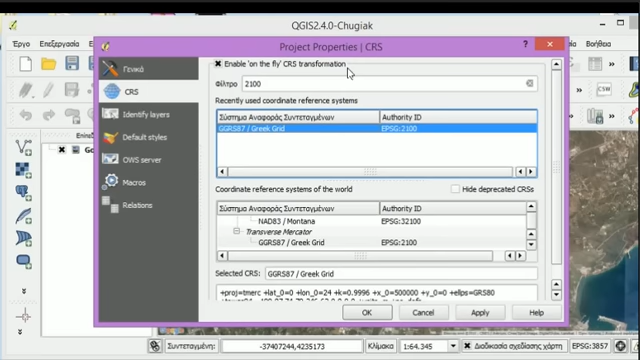 QGIS2.4.0-Chugiak
Έργο Επεξεργασία Βοήθεια
Project Properties | CRS
Γενικά
CRS
Identify layers
Default styles
OWS server
Macros
Relations
Enable 'on the fly' CRS transformation
Φίλτρο 2100
Recently used coordinate reference systems
Σύστημα Αναφοράς Συντεταγμένων Authority ID
GGRS87 / Greek Grid EPSG:2100
Coordinate reference systems of the world
Hide deprecated CRSs
Σύστημα Αναφοράς Συντεταγμένων Authority ID
NAD83 / Montana EPSG:32100
Transverse Mercator
GGRS87 / Greek Grid EPSG:2100
Selected CRS: GGRS87 / Greek Grid
+proj=tmerc +lat_0=0 +lon_0=24 +k=0.9996 +x_0=500000 +y_0=0 +ellps=GRS80
OK Cancel Apply Help
CSW
Συντεταγμένη: -37407244,4235173 Κλίμακα 1:64.345 Διαδικασία σχεδίασης χάρτη EPSG:3857